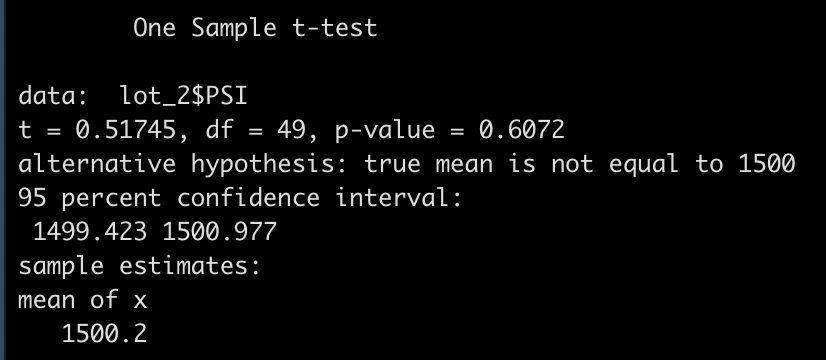 One Sample t-test
data:  lot_2$PSI
t = 0.51745, df = 49, p-value = 0.6072
alternative hypothesis: true mean is not equal to 1500
95 percent confidence interval:
1499.423 1500.977
sample estimates:
mean of x
1500.2